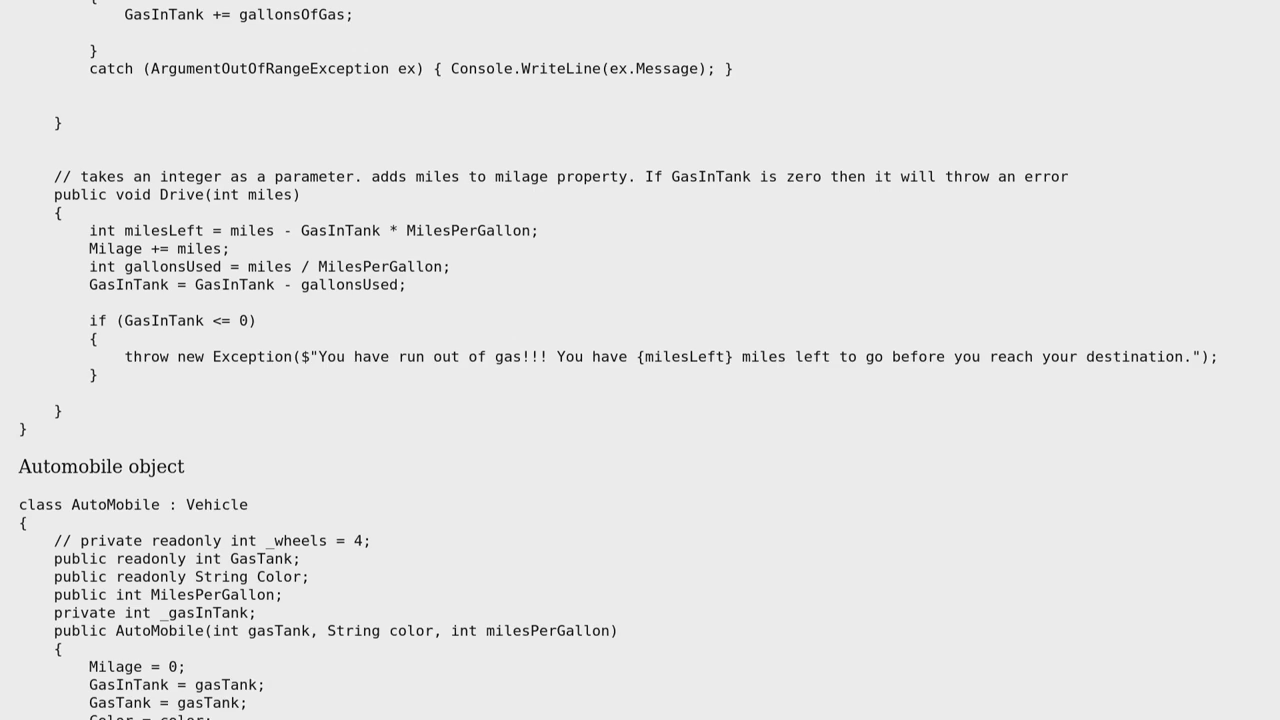 {
GasInTank += gallonsOfGas;
}
catch (ArgumentOutOfRangeException ex) { Console.WriteLine(ex.Message); }
}
// takes an integer as a parameter. adds miles to milage property. If GasInTank is zero then it will throw an error
public void Drive(int miles)
{
int milesLeft = miles - GasInTank * MilesPerGallon;
Milage += miles;
int gallonsUsed = miles / MilesPerGallon;
GasInTank = GasInTank - gallonsUsed;
if (GasInTank <= 0)
{
throw new Exception($"You have run out of gas!!! You have {milesLeft} miles left to go before you reach your destination.");
}
}
}
Automobile object
class AutoMobile : Vehicle
{
// private readonly int _wheels = 4;
public readonly int GasTank;
public readonly String Color;
public int MilesPerGallon;
private int _gasInTank;
public AutoMobile(int gasTank, String color, int milesPerGallon)
{
Milage = 0;
GasInTank = gasTank;
GasTank = gasTank;
Color = color;